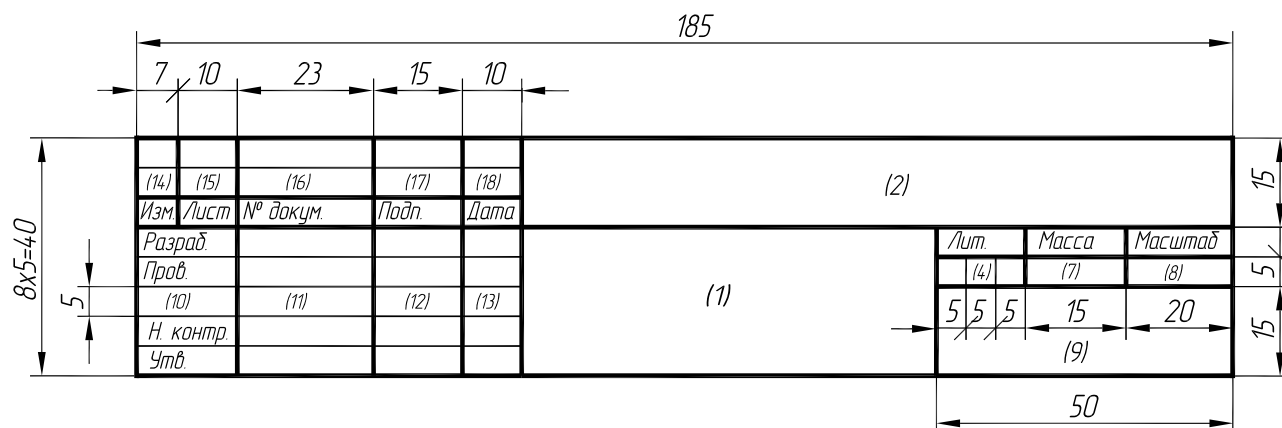 185
7 10 23 15 10
(14) (15) (16) (17) (18) (2) 15
Изм. Лист № докум. Подп. Дата
8x5=40
Разраб. Лит. Масса Масштаб
Пров. (4) (7) (8) 5
5 (10) (11) (12) (13) (1) 5 5 5 15 20
Н. контр. (9) 15
Утв.
50